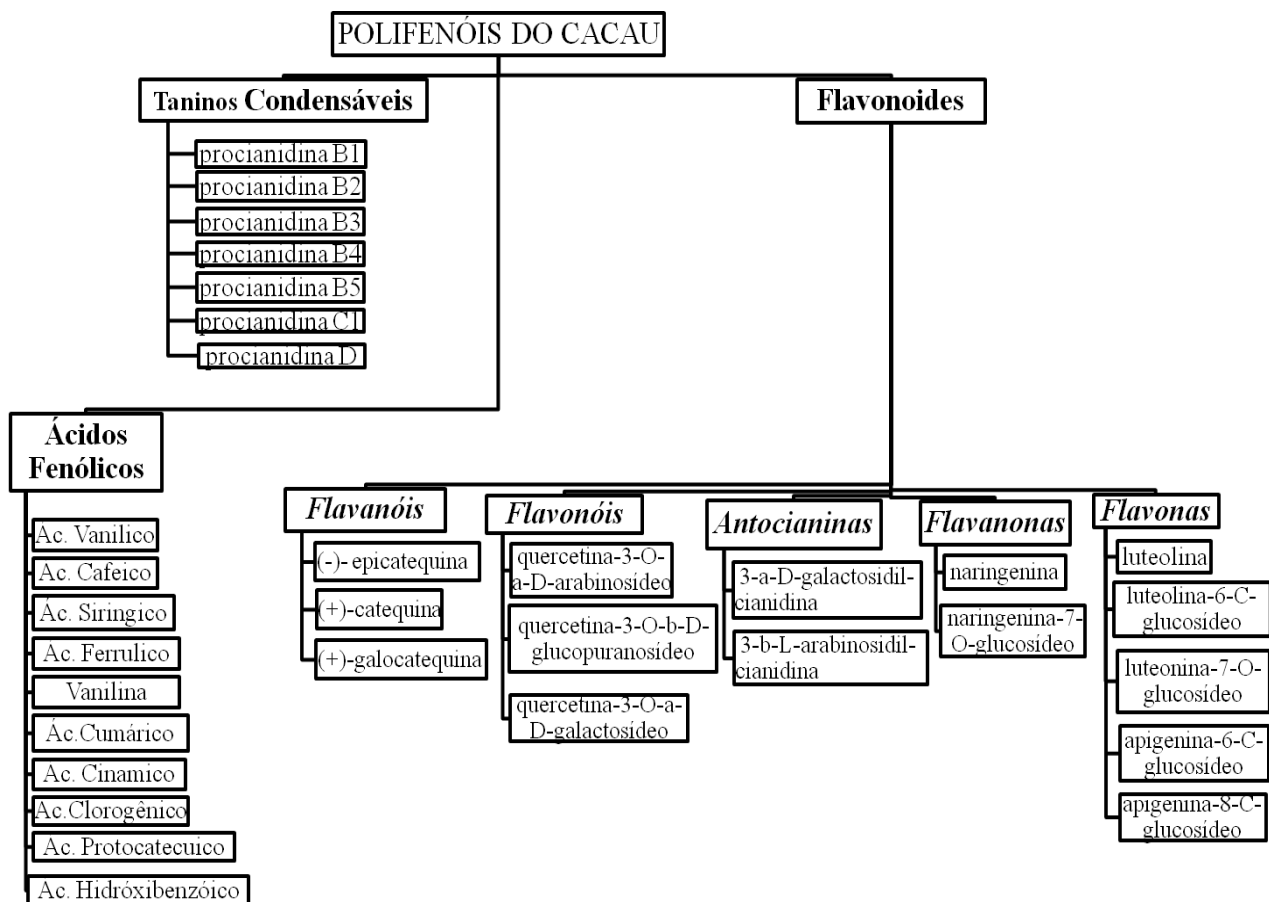 POLIFENÓIS DO CACAU
Taninos Condensáveis
procianidina B1
procianidina B2
procianidina B3
procianidina B4
procianidina B5
procianidina C1
procianidina D
Flavonoides
Ácidos
Fenólicos
Ac. Vanilico
Ac. Cafeico
Ác. Siringico
Ác. Ferrulico
Vanilina
Ác.Cumárico
Ac. Cinamico
Ac.Clorogênico
Ac. Protocatecuico
Ac. Hidróxibenzóico
Flavanóis
(-)- epicatequina
(+)-catequina
(+)-galocatequina
Flavonóis
quercetina-3-O-
a-D-arabinosídeo
quercetina-3-O-b-D-
glucopuranosídeo
quercetina-3-O-a-
D-galactosídeo
Antocianinas
3-a-D-galactosidil-
cianidina
3-b-L-arabinosidil-
cianidina
Flavanonas
naringenina
naringenina-7-
O-glucosídeo
Flavonas
luteolina
luteolina-6-C-
glucosídeo
luteonina-7-O-
glucosídeo
apigenina-6-C-
glucosídeo
apigenina-8-C-
glucosídeo